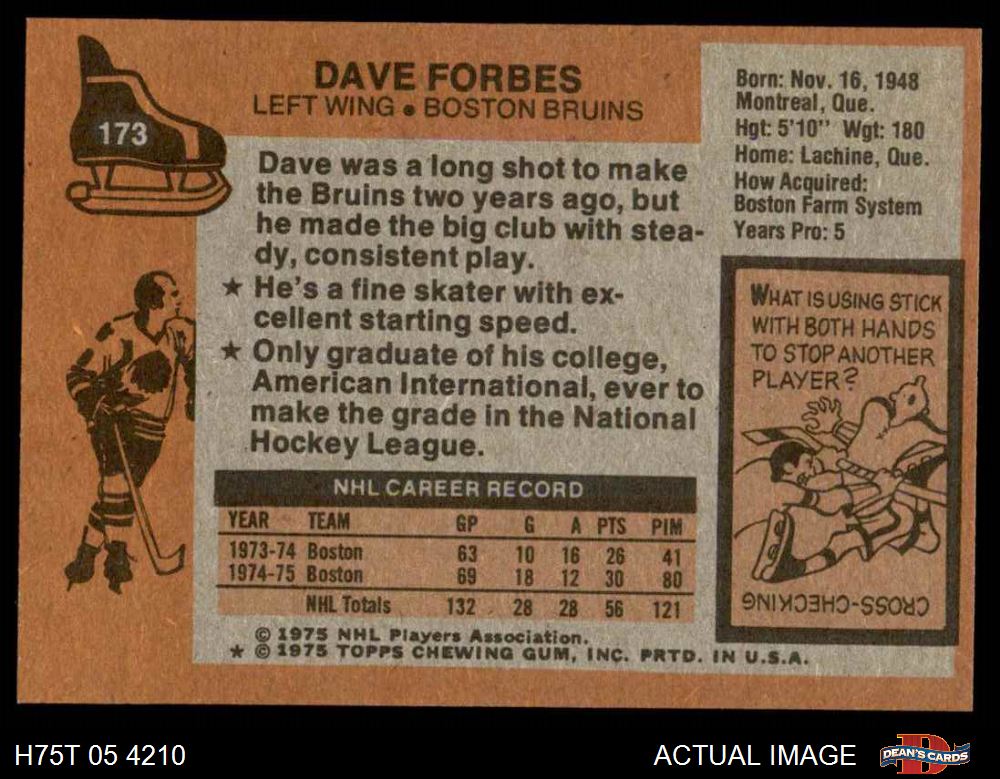 173
DAVE FORBES
LEFT WING • BOSTON BRUINS
Born: Nov. 16, 1948
Montreal, Que.
Hgt: 5'10" Wgt: 180
Home: Lachine, Que.
How Acquired:
Boston Farm System
Years Pro: 5
Dave was a long shot to make
the Bruins two years ago, but
he made the big club with stea-
dy, consistent play.
★ He's a fine skater with ex-
cellent starting speed.
★ Only graduate of his college,
American International, ever to
make the grade in the National
Hockey League.
WHAT IS USING STICK
WITH BOTH HANDS
TO STOP ANOTHER
PLAYER?
CROSS-CHECKING
NHL CAREER RECORD
YEAR TEAM GP G A PTS PIM
1973-74 Boston 63 10 16 26 41
1974-75 Boston 69 18 12 30 80
NHL Totals 132 28 28 56 121
© 1975 NHL Players Association.
★ © 1975 TOPPS CHEWING GUM, INC. PRTD. IN U.S.A.
H75T 05 4210
ACTUAL IMAGE
D
DEAN'S CARDS